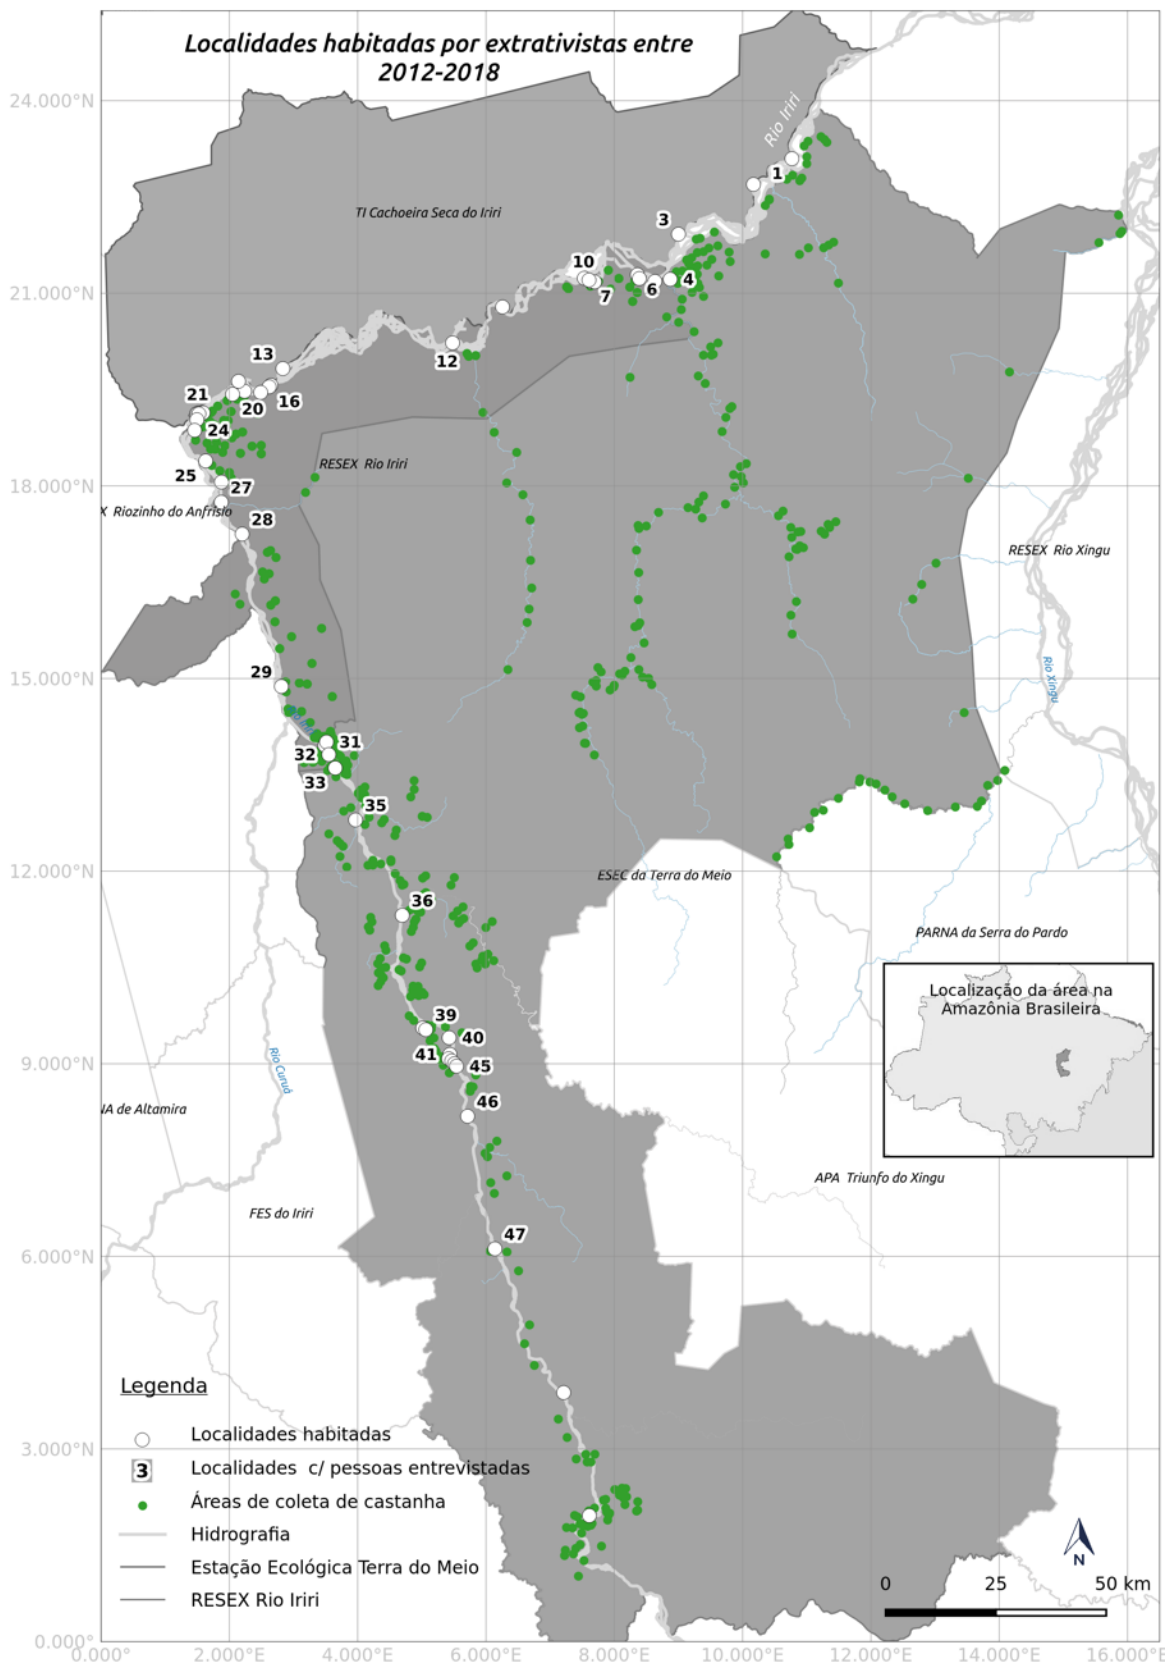 Localidades habitadas por extrativistas entre
2012-2018
24.000°N
Rio Iriri
1
TI Cachoeira Seca do Iriri
3
21.000°N
10
4
6
7
12
13
16
21
20
24
RESEX Rio Iriri
25
27
18.000°N
X Riozinho do Anfrísio
28
RESEX Rio Xingu
29
15.000°N
Rio Xingu
31
32
33
35
12.000°N
ESEC da Terra do Meio
36
PARNA da Serra do Pardo
Localização da área na
Amazônia Brasileira
39
40
41
45
9.000°N
Rio Curuá
46
NA de Altamira
APA Triunfo do Xingu
FES do Iriri
47
6.000°N
Legenda
Localidades habitadas
3.000°N
3
Localidades c/ pessoas entrevistadas
Áreas de coleta de castanha
Hidrografia
Estação Ecológica Terra do Meio
RESEX Rio Iriri
N
0 25 50 km
0.000°
0.000°E 2.000°E 4.000°E 6.000°E 8.000°E 10.000°E 12.000°E 14.000°E 16.000°E